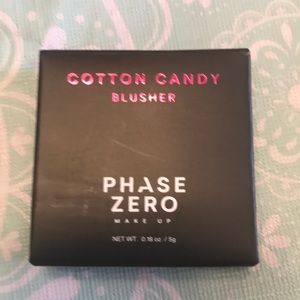 COTTON CANDY
BLUSHER
PHASE
ZERO
MAKE UP
NET WT. 0.18 oz. / 5g